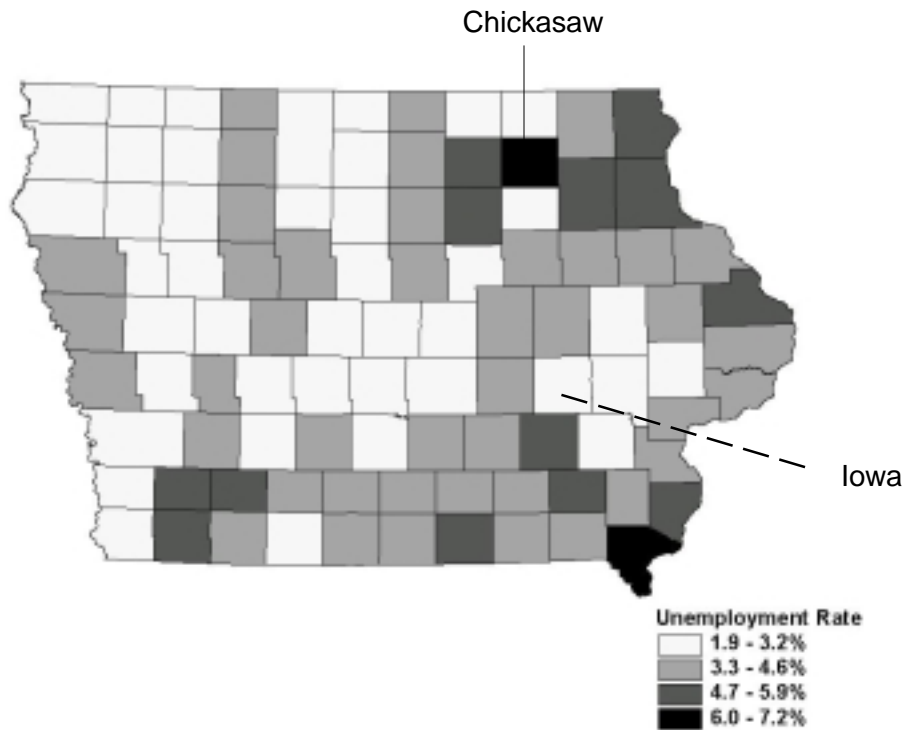 Chickasaw
Iowa
Unemployment Rate
1.9 - 3.2%
3.3 - 4.6%
4.7 - 5.9%
6.0 - 7.2%